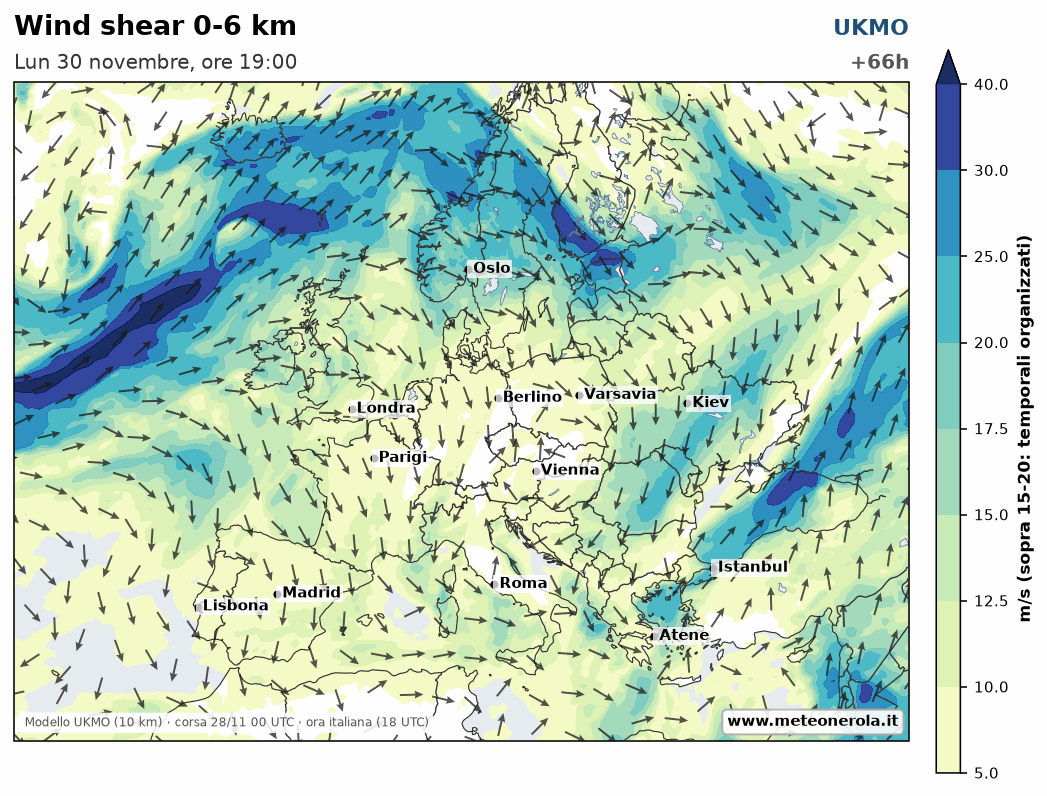 Wind shear 0-6 km
UKMO
Lun 30 novembre, ore 19:00
+66h
40.0
30.0
25.0
20.0
17.5
15.0
12.5
10.0
5.0
m/s (sopra 15-20: temporali organizzati)
Oslo
Berlino
Varsavia
Kiev
Londra
Parigi
Vienna
Istanbul
Roma
Madrid
Lisbona
Atene
Modello UKMO (10 km) · corsa 28/11 00 UTC · ora italiana (18 UTC)
www.meteonerola.it